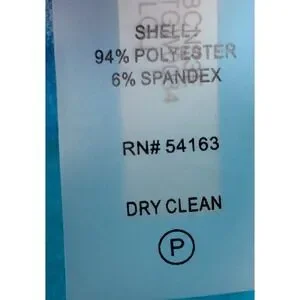 SHELL:
94% POLYESTER
6% SPANDEX
RN# 54163
DRY CLEAN
P